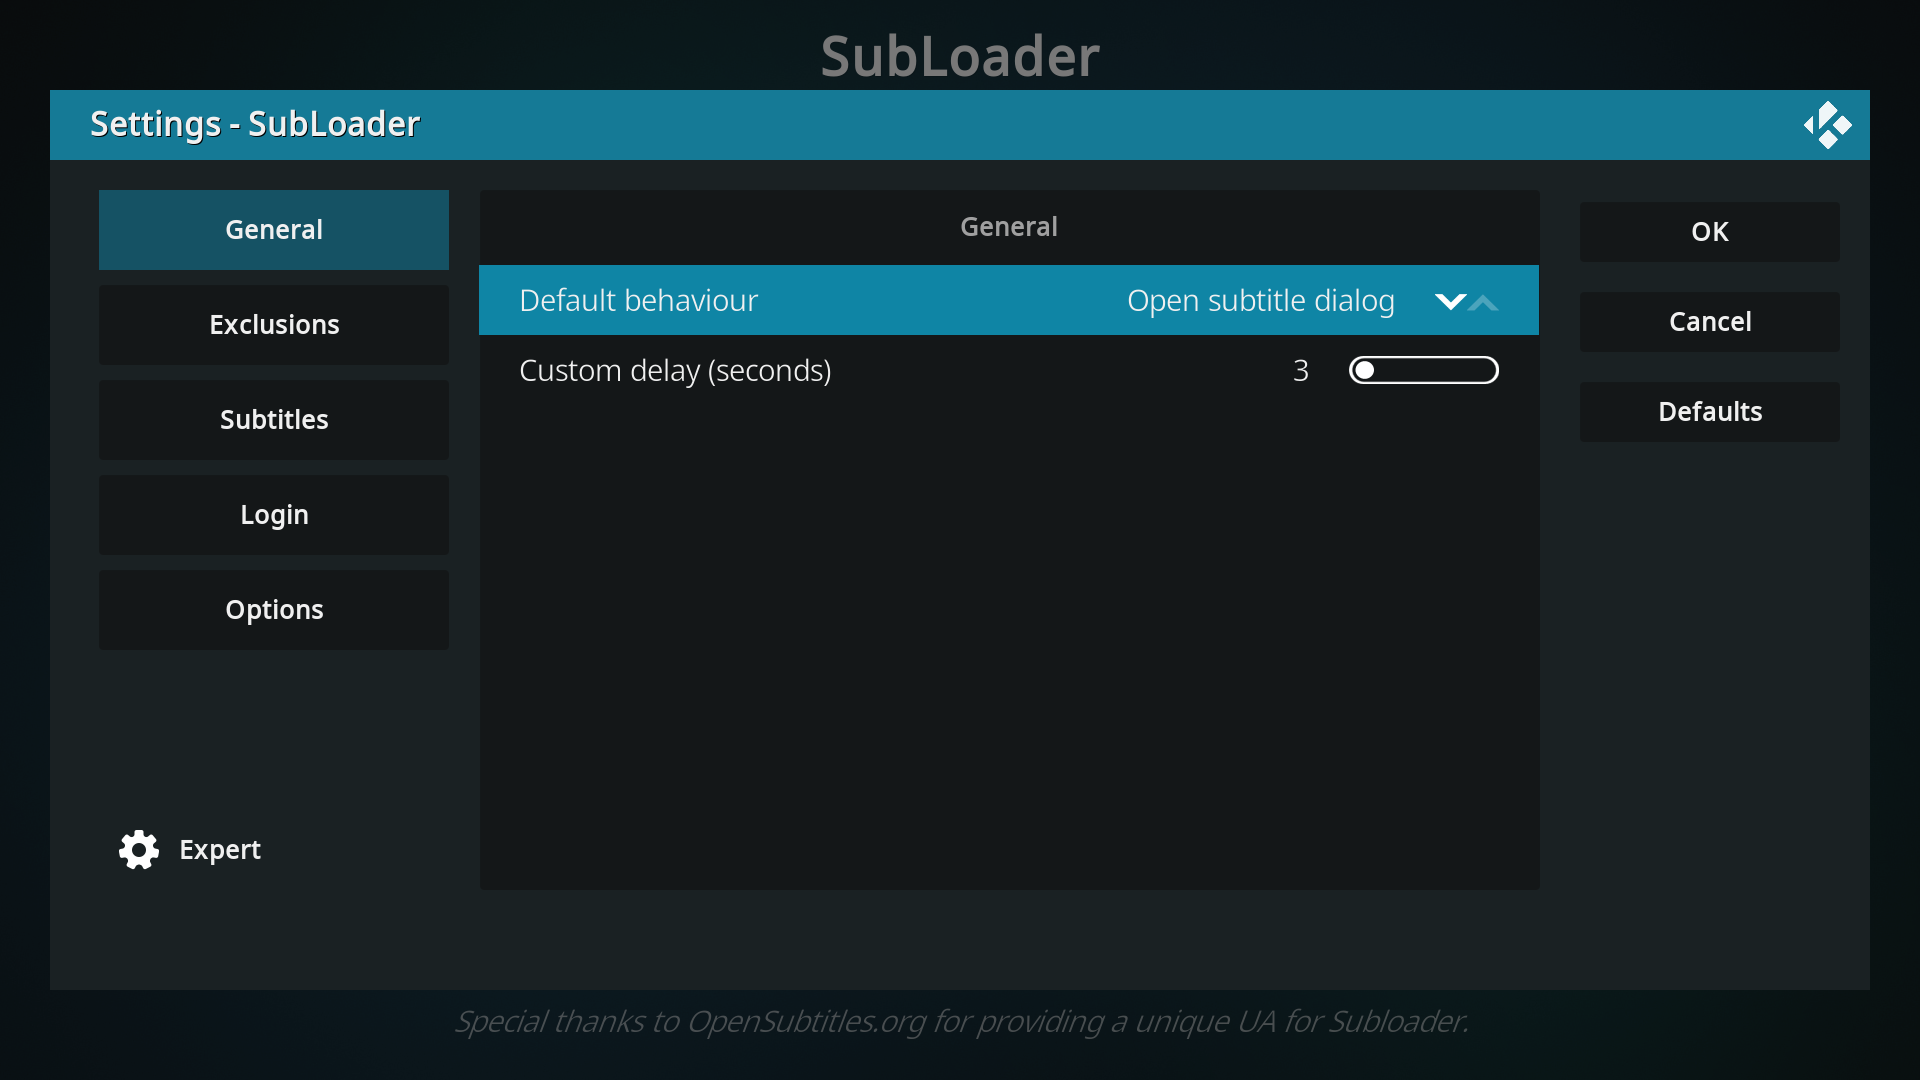 SubLoader
Settings - SubLoader
General
Exclusions
Subtitles
Login
Options
Expert
General
Default behaviour Open subtitle dialog
Custom delay (seconds) 3
OK
Cancel
Defaults
Special thanks to OpenSubtitles.org for providing a unique UA for Subloader.